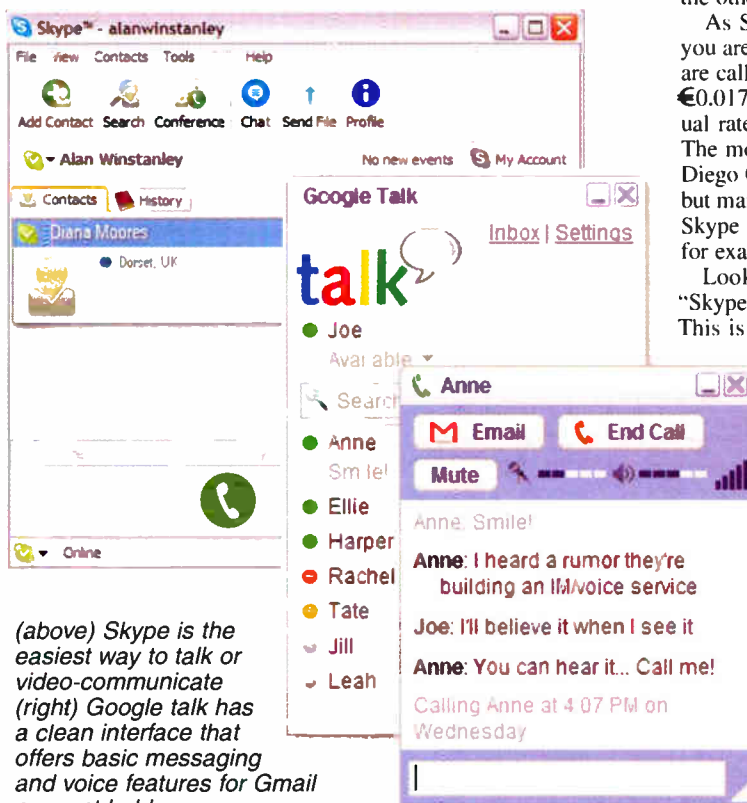 Skype™ - alanwinstanley
File View Contacts Tools Help
Add Contact Search Conference Chat Send File Profile
Alan Winstanley No new events My Account
Contacts History
Diana Moores
Dorset, UK
Online
Google Talk
Inbox | Settings
talk
Joe
Available
Search
Anne
Smile!
Ellie
Harper
Rachel
Tate
Jill
Leah
Anne
Email End Call
Mute
Anne, Smile!
Anne: I heard a rumor they're
building an IM/voice service
Joe: I'll believe it when I see it
Anne: You can hear it... Call me!
Calling Anne at 4:07 PM on
Wednesday
(above) Skype is the
easiest way to talk or
video-communicate
(right) Google talk has
a clean interface that
offers basic messaging
and voice features for Gmail
As S
you are
are call
€0.017
ual rate
The mo
Diego
but ma
Skype
for exa
Look
“Skype
This is